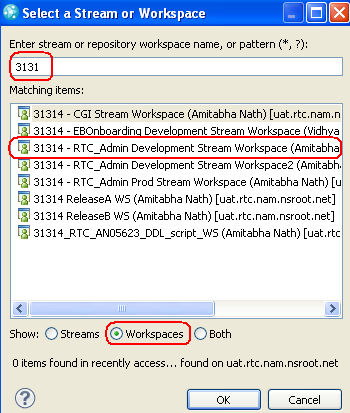 Select a Stream or Workspace
Enter stream or repository workspace name, or pattern (*, ?):
3131
Matching items:
31314 - CGI Stream Workspace (Amitabha Nath) [uat.rtc.nam.
31314 - EBOnboarding Development Stream Workspace (Vidhya
31314 - RTC_Admin Development Stream Workspace (Amitabha
31314 - RTC_Admin Development Stream Workspace2 (Amitabh
31314 - RTC_Admin Prod Stream Workspace (Amitabha Nath) [
31314 ReleaseA WS (Amitabha Nath) [uat.rtc.nam.nsroot.net]
31314 ReleaseB WS (Amitabha Nath) [uat.rtc.nam.nsroot.net]
31314_RTC_AN05623_DDL_script_WS (Amitabha Nath) [uat.rtc.
Show: Streams Workspaces Both
0 items found in recently access... found on uat.rtc.nam.nsroot.net
? OK Cancel